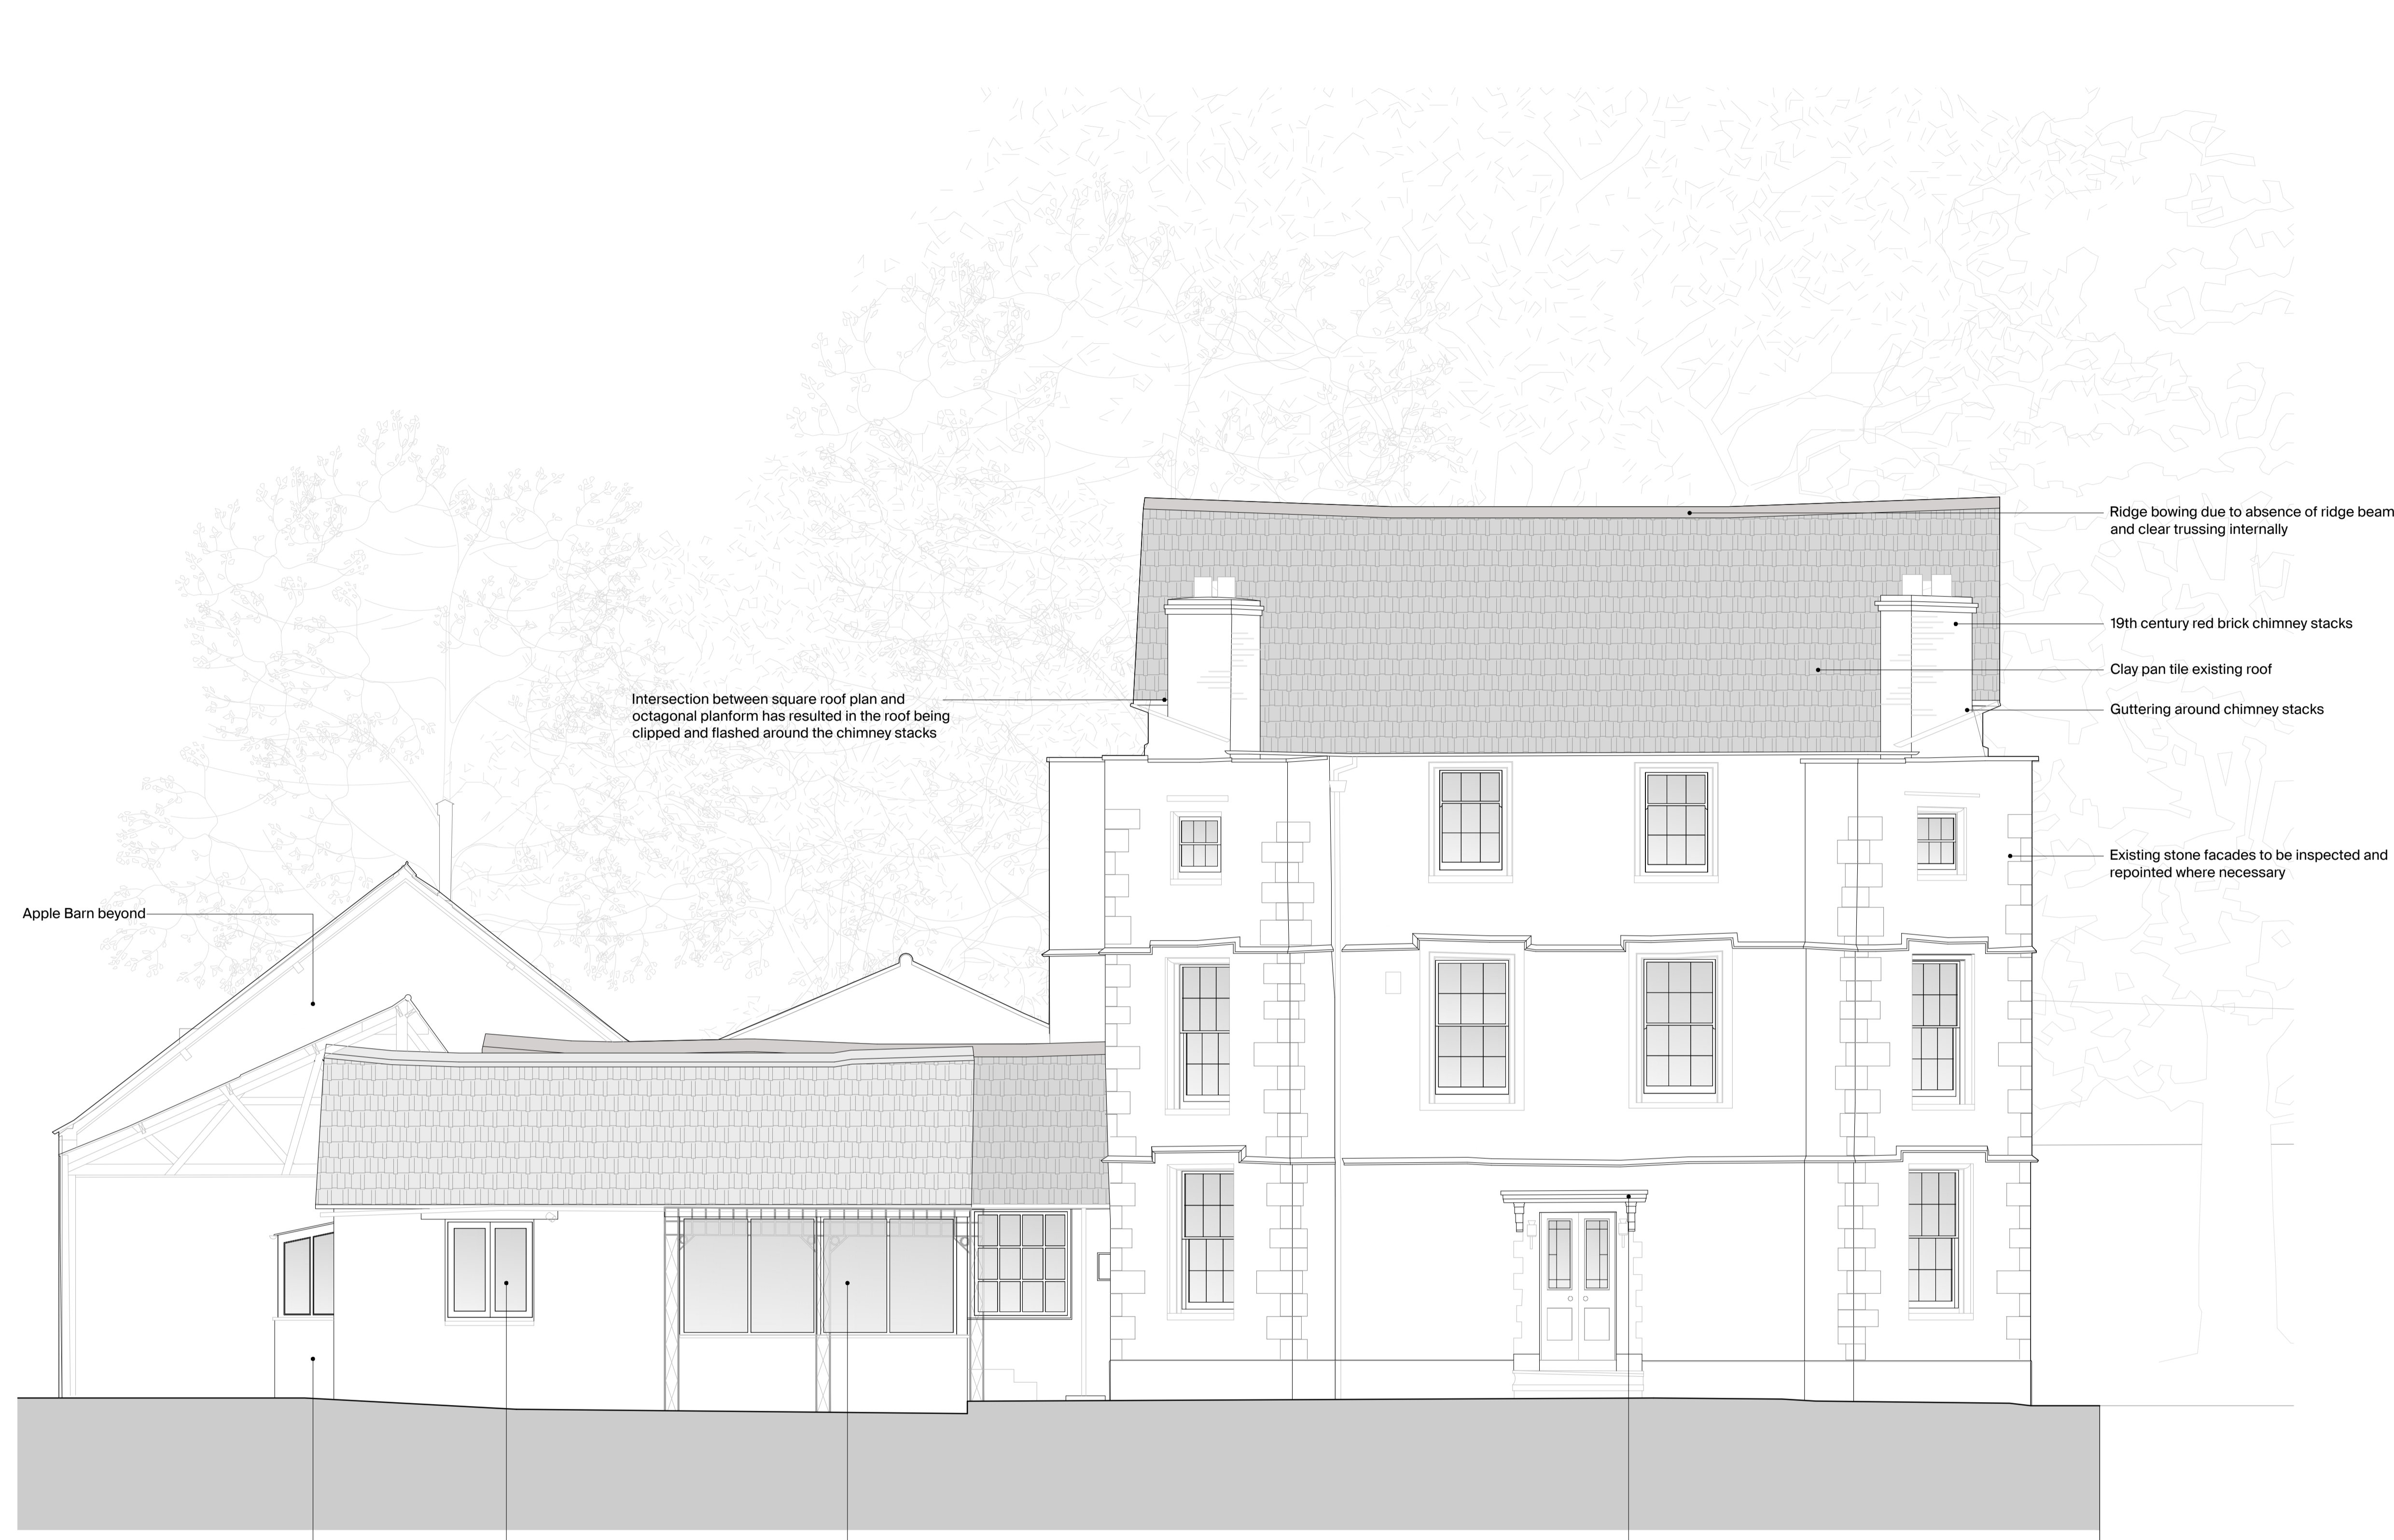 Ridge bowing due to absence of ridge beam
and clear trussing internally
19th century red brick chimney stacks
Clay pan tile existing roof
Intersection between square roof plan and
octagonal planform has resulted in the roof being
clipped and flashed around the chimney stacks
Guttering around chimney stacks
Existing stone facades to be inspected and
repointed where necessary
Apple Barn beyond